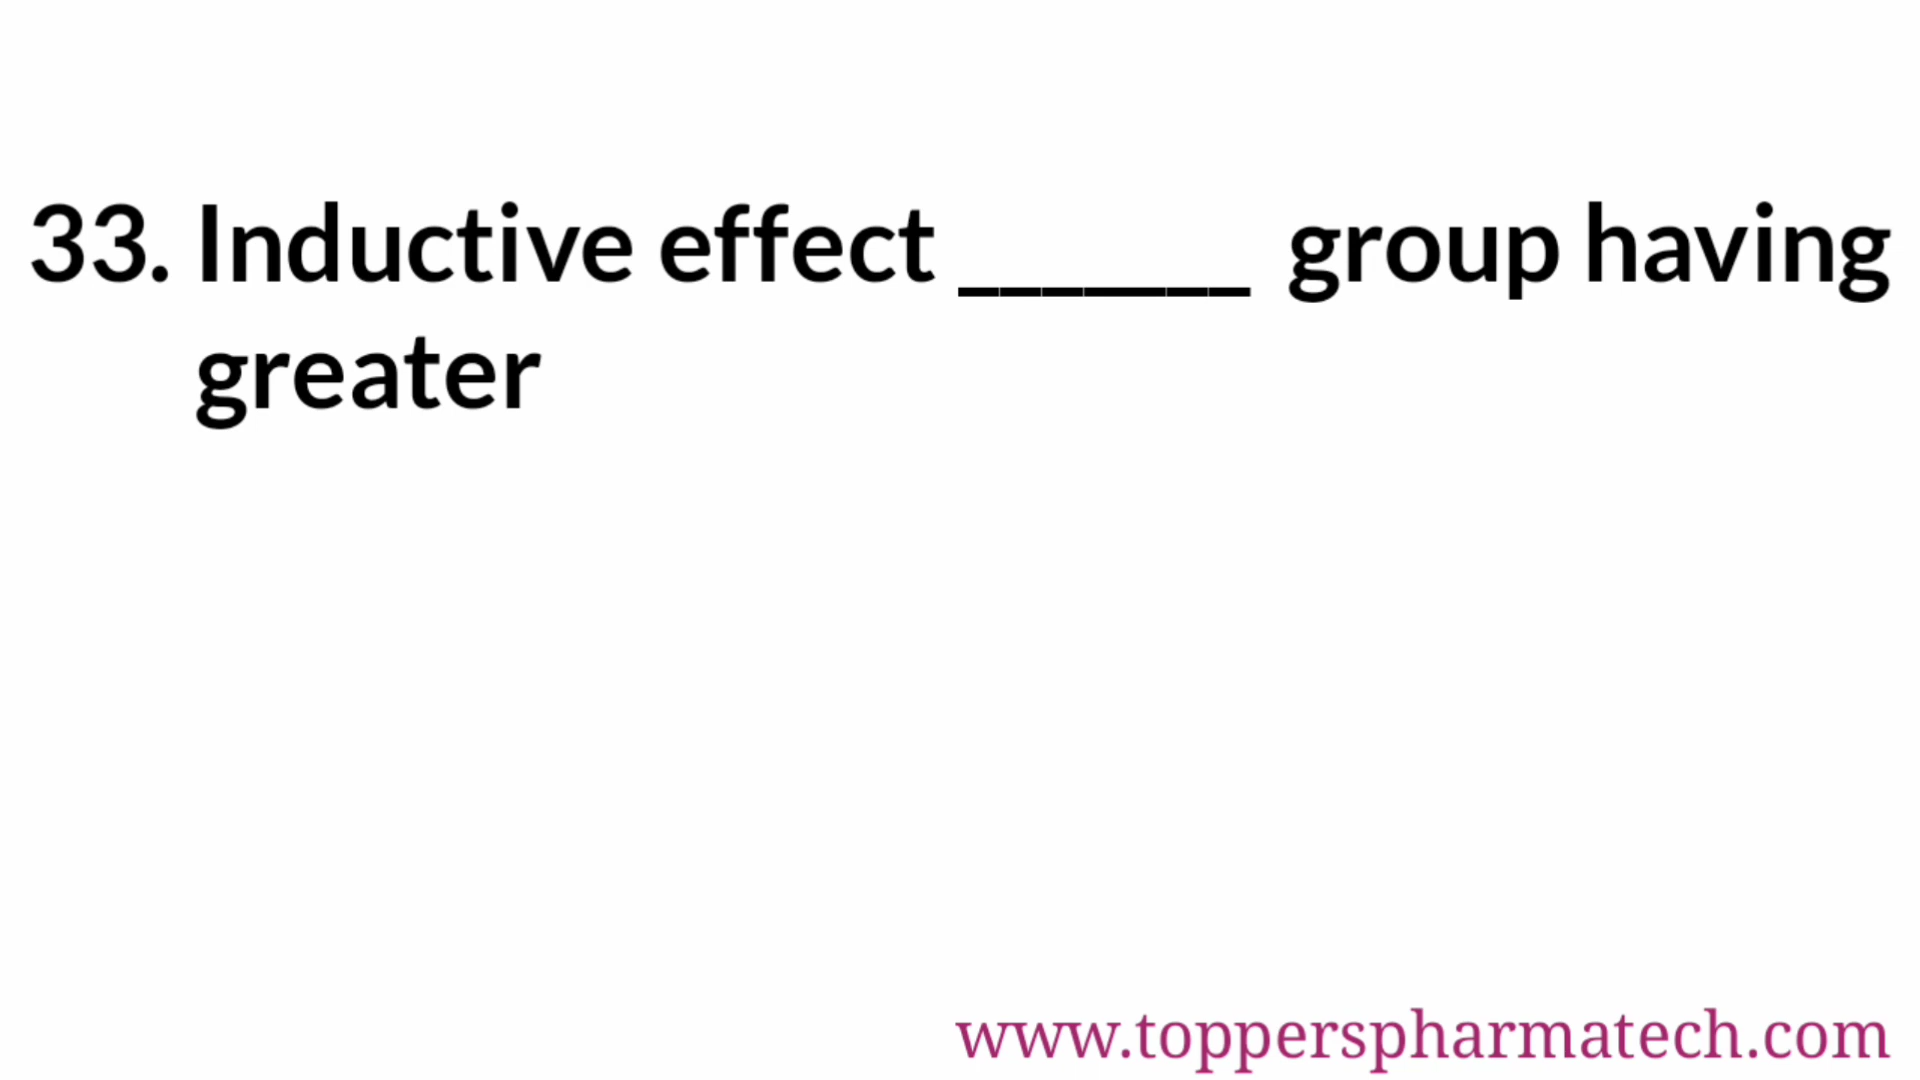 33. Inductive effect _______ group having
greater
www.topperspharmatech.com